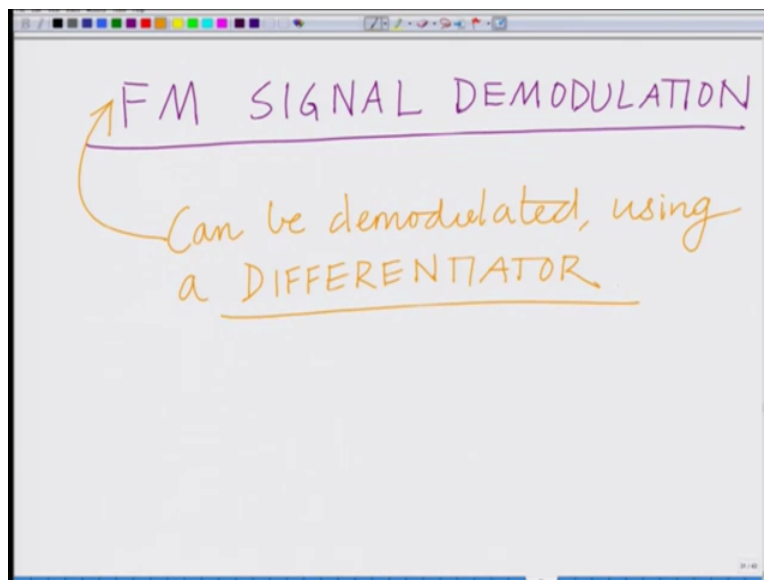 FM SIGNAL DEMODULATION
Can be demodulated, using
a DIFFERENTIATOR